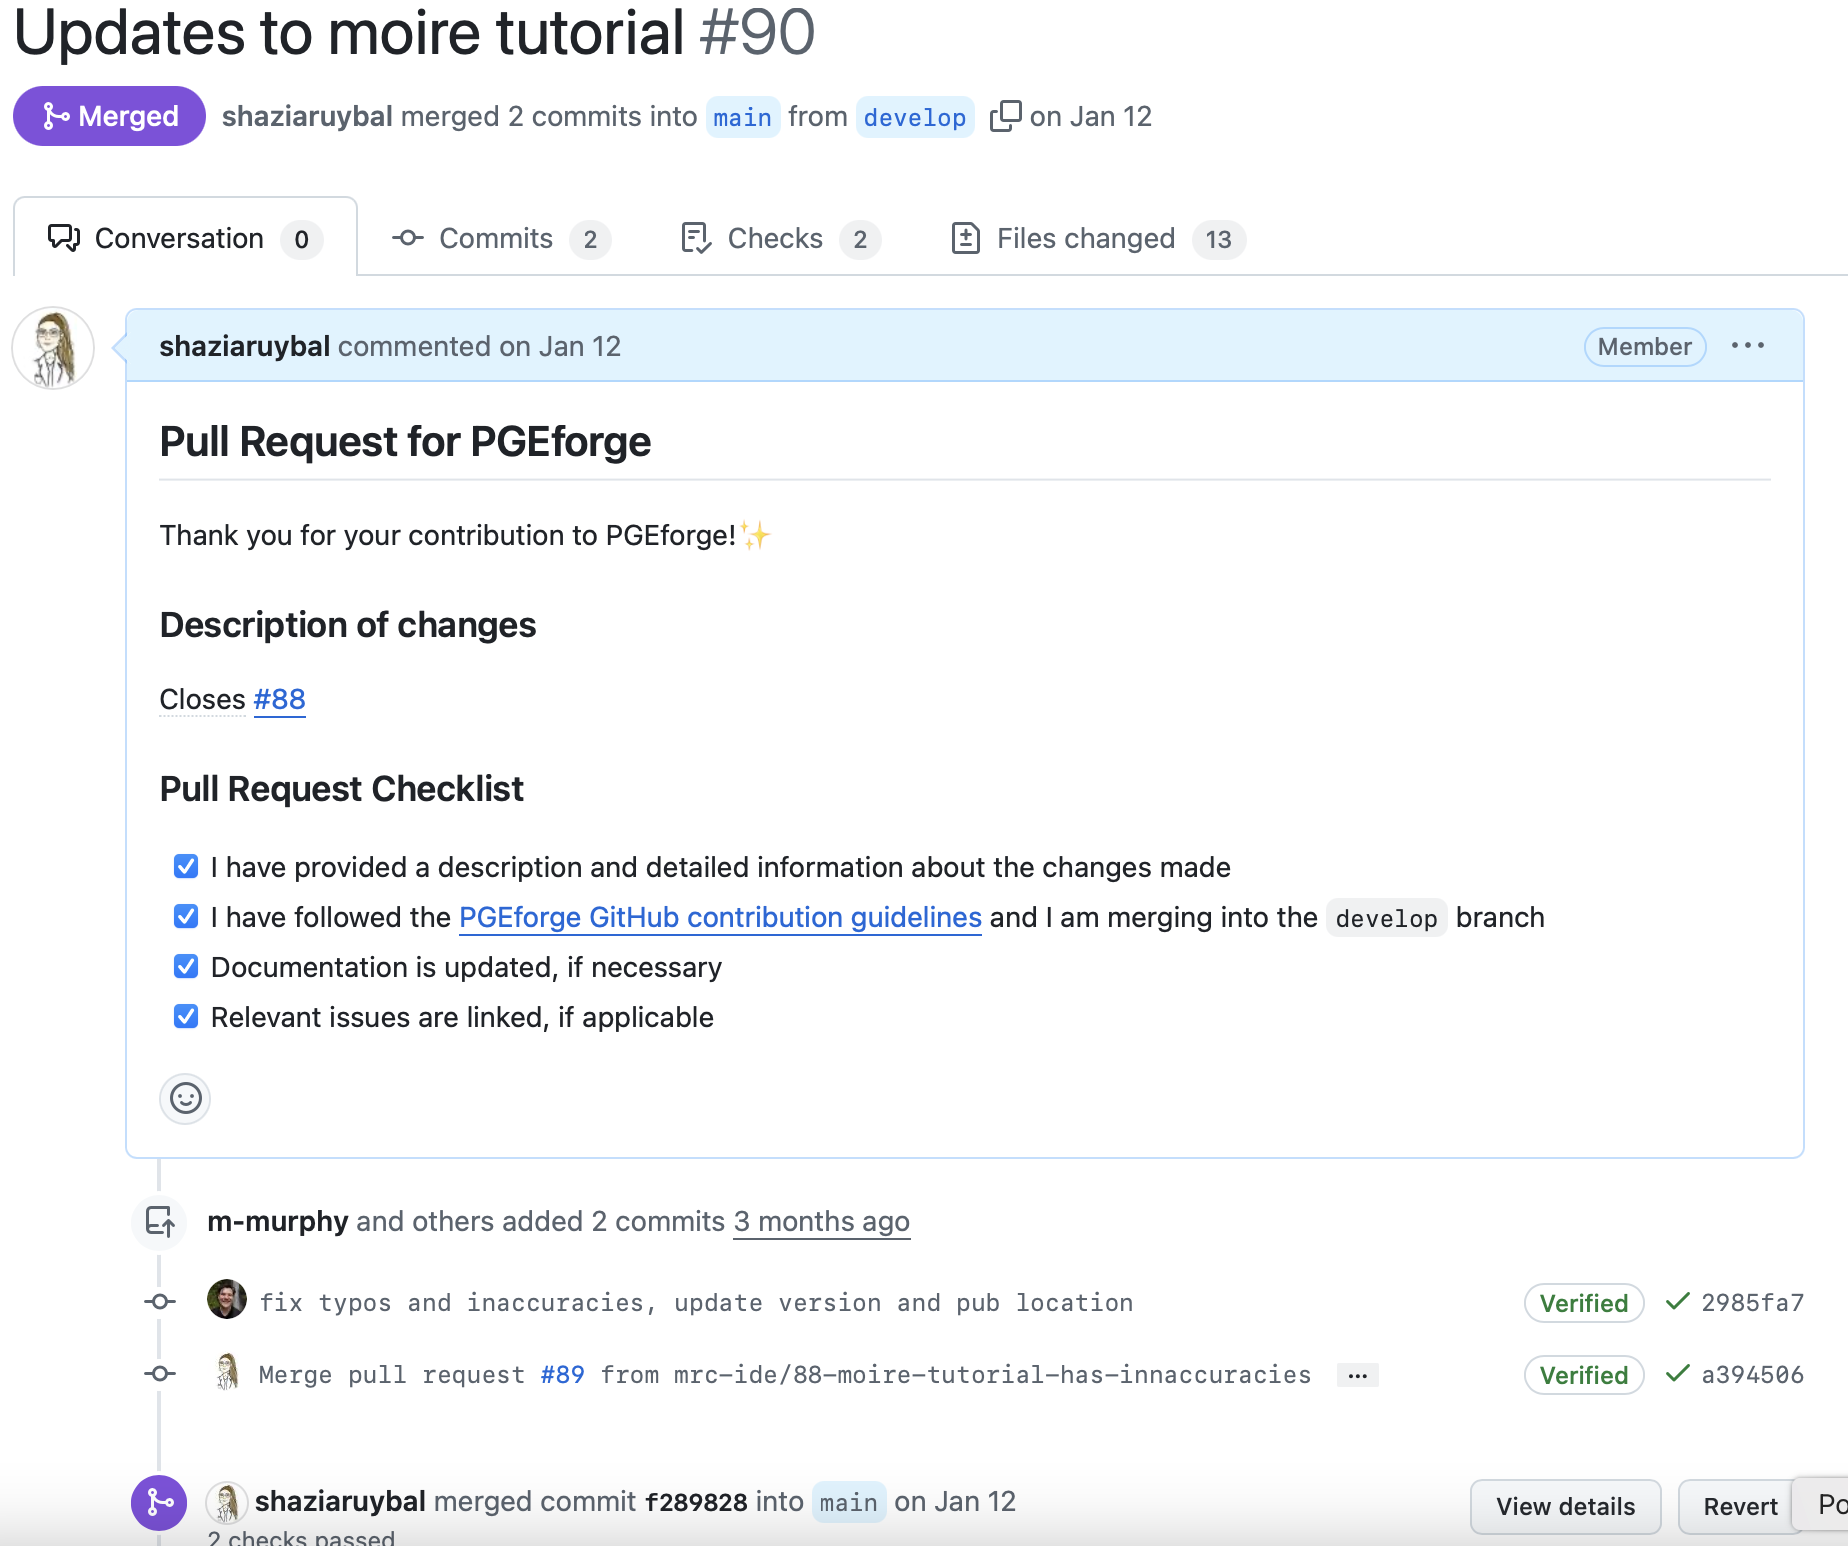 Updates to moire tutorial #90
Merged shaziaruybal merged 2 commits into main from develop on Jan 12
Conversation 0 Commits 2 Checks 2 Files changed 13
shaziaruybal commented on Jan 12 Member
Pull Request for PGEforge
Thank you for your contribution to PGEforge!✨
Description of changes
Closes #88
Pull Request Checklist
I have provided a description and detailed information about the changes made
I have followed the PGEforge GitHub contribution guidelines and I am merging into the develop branch
Documentation is updated, if necessary
Relevant issues are linked, if applicable
m-murphy and others added 2 commits 3 months ago
fix typos and inaccuracies, update version and pub location Verified 2985fa7
Merge pull request #89 from mrc-ide/88-moire-tutorial-has-innaccuracies … Verified a394506
shaziaruybal merged commit f289828 into main on Jan 12 View details Revert Po
2 checks passed